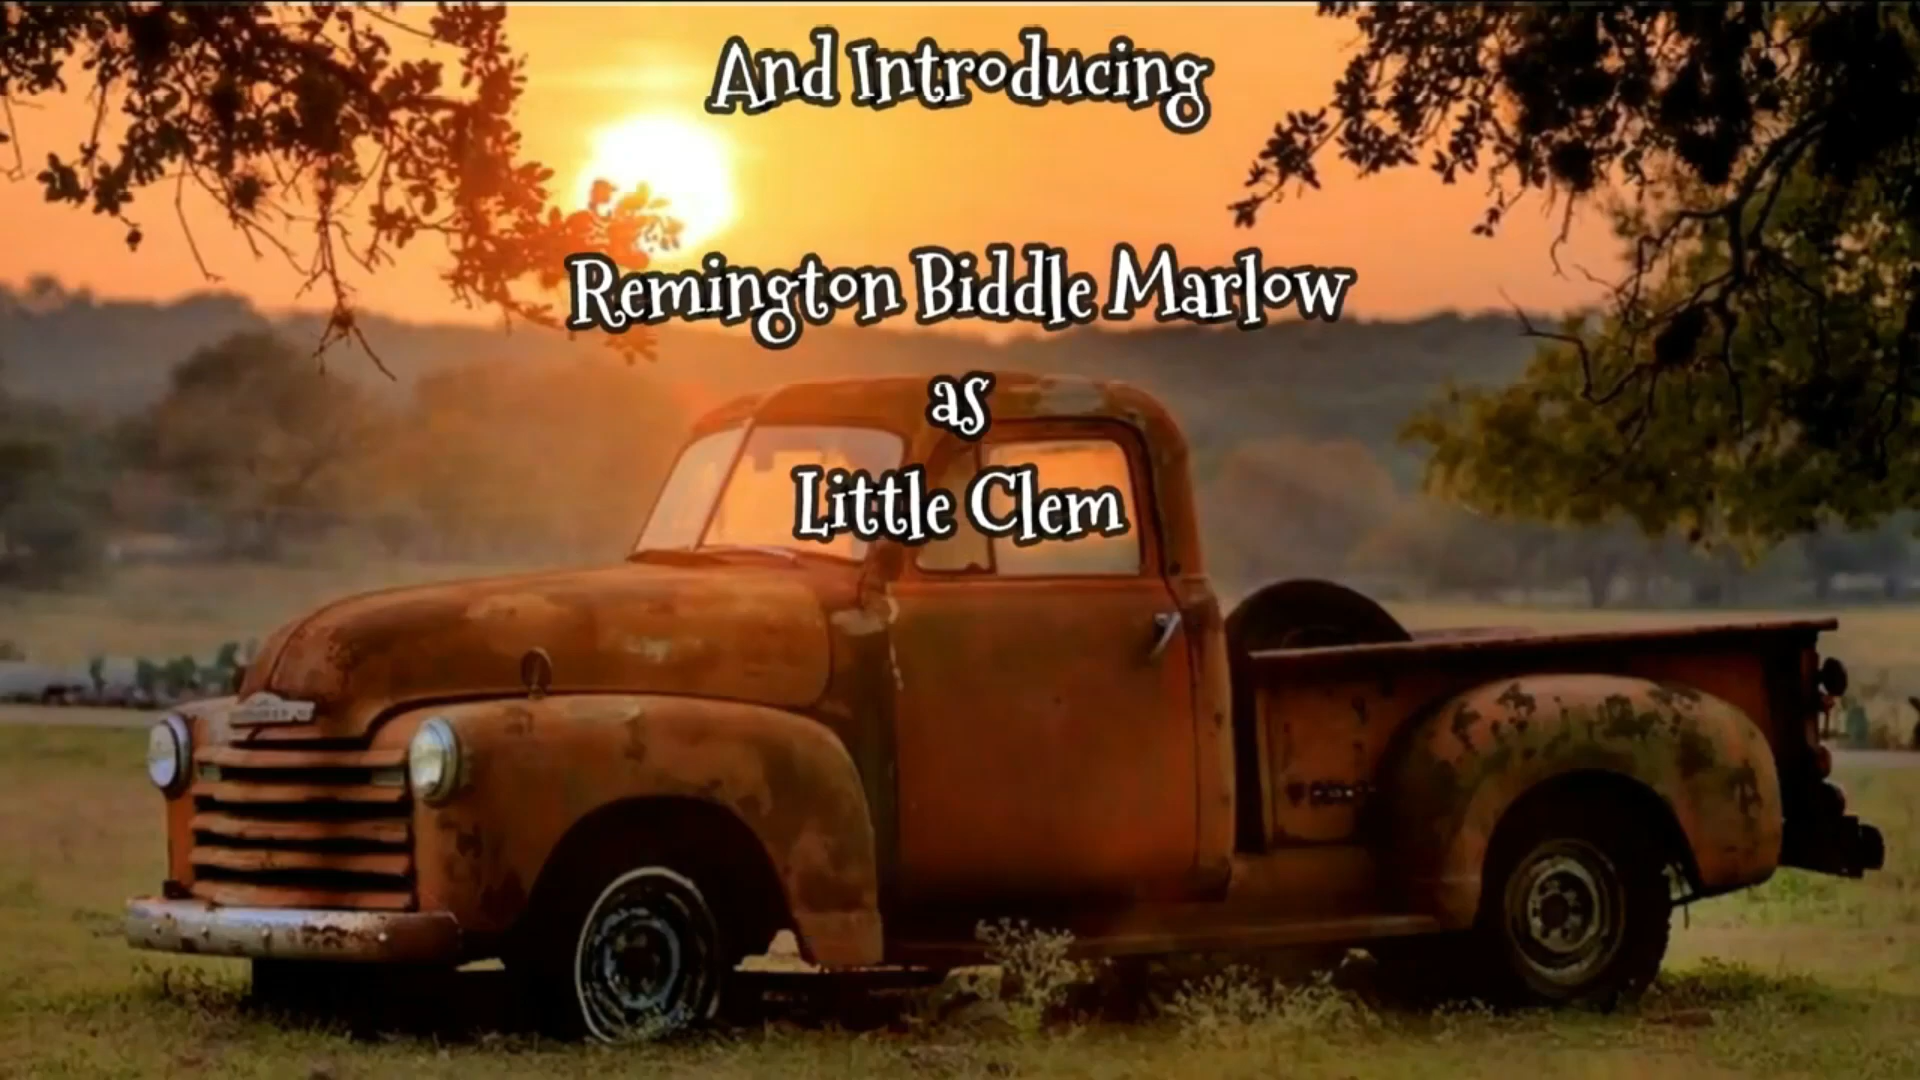 And Introducing
Remington Biddle Marlow
as
Little Clem